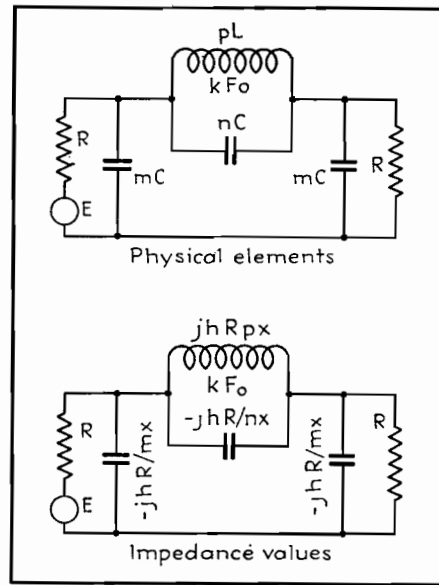 pL
kFo
nC
R
mC
mC
R
E
Physical elements
jhRpx
kFo
-jhR/nx
R
-jhR/mx
-jhR/mx
R
E
Impedance values